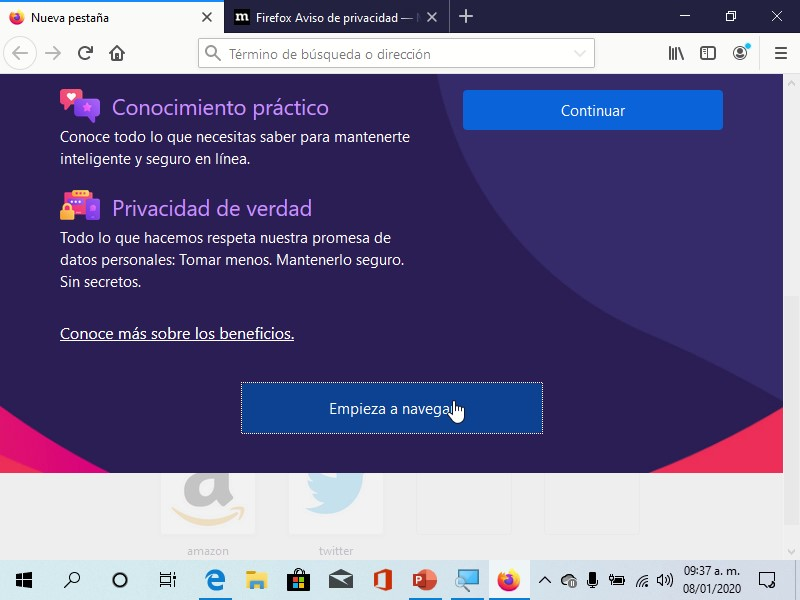 Nueva pestaña
m Firefox Aviso de privacidad —
Término de búsqueda o dirección
Conocimiento práctico
Conoce todo lo que necesitas saber para mantenerte
inteligente y seguro en línea.
Continuar
Privacidad de verdad
Todo lo que hacemos respeta nuestra promesa de
datos personales: Tomar menos. Mantenerlo seguro.
Sin secretos.
Conoce más sobre los beneficios.
Empieza a navega
amazon
twitter
09:37 a. m.
08/01/2020